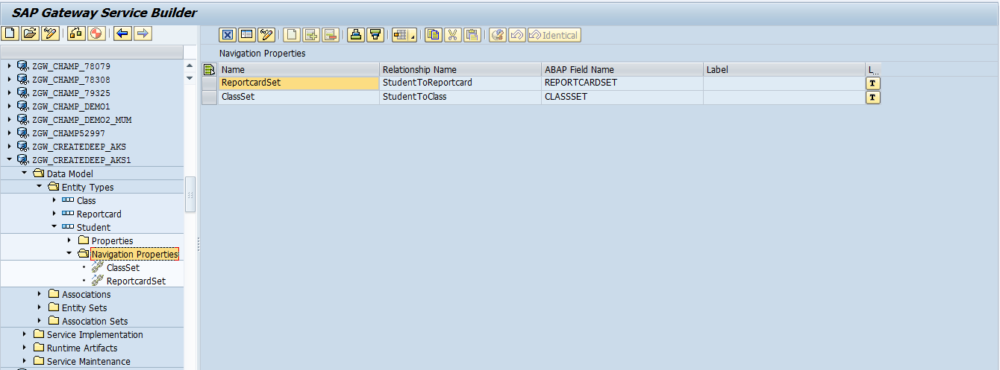 SAP Gateway Service Builder
Identical
Navigation Properties
Name Relationship Name ABAP Field Name Label L...
ReportcardSet StudentToReportcard REPORTCARDSET T
ClassSet StudentToClass CLASSSET T
ZGW_CHAMP_78079
ZGW_CHAMP_78308
ZGW_CHAMP_79325
ZGW_CHAMP_DEMO1
ZGW_CHAMP_DEMO2_MUM
ZGW_CHAMP52997
ZGW_CREATEDEEP_AKS
ZGW_CREATEDEEP_AKS1
Data Model
Entity Types
Class
Reportcard
Student
Properties
Navigation Properties
ClassSet
ReportcardSet
Associations
Entity Sets
Association Sets
Service Implementation
Runtime Artifacts
Service Maintenance